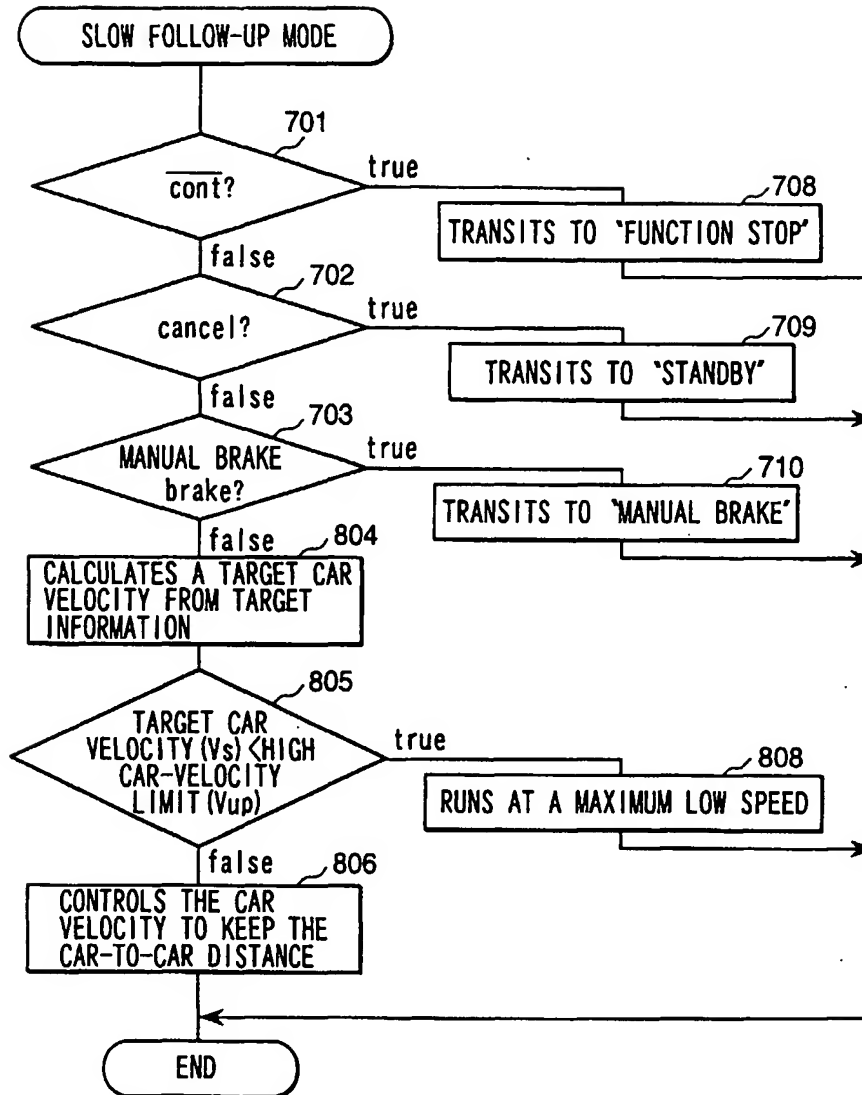 SLOW FOLLOW-UP MODE
701
cont?
true
708
TRANSITS TO "FUNCTION STOP"
false
702
cancel?
true
709
TRANSITS TO "STANDBY"
false
703
MANUAL BRAKE
brake?
true
710
TRANSITS TO "MANUAL BRAKE"
false
804
CALCULATES A TARGET CAR
VELOCITY FROM TARGET
INFORMATION
805
TARGET CAR
VELOCITY(Vs)<HIGH
CAR-VELOCITY
LIMIT(Vup)
true
808
RUNS AT A MAXIMUM LOW SPEED
false
806
CONTROLS THE CAR
VELOCITY TO KEEP THE
CAR-TO-CAR DISTANCE
END